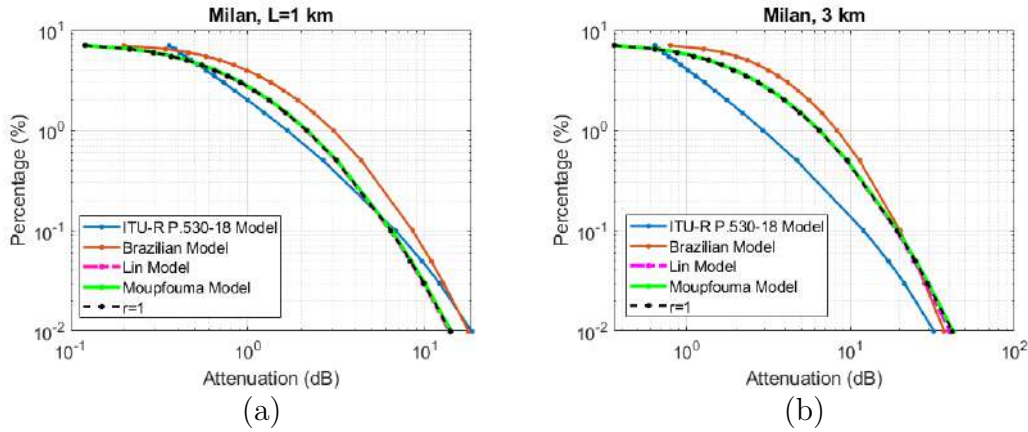 Milan, L=1 km
Percentage (%)
10^1
10^0
10^-1
10^-2
ITU-R P.530-18 Model
Brazilian Model
Lin Model
Moupfouma Model
r=1
10^-1
10^0
10^1
Attenuation (dB)
(a)
Milan, 3 km
Percentage (%)
10^1
10^0
10^-1
10^-2
ITU-R P.530-18 Model
Brazilian Model
Lin Model
Moupfouma Model
r=1
10^0
10^1
10^2
Attenuation (dB)
(b)